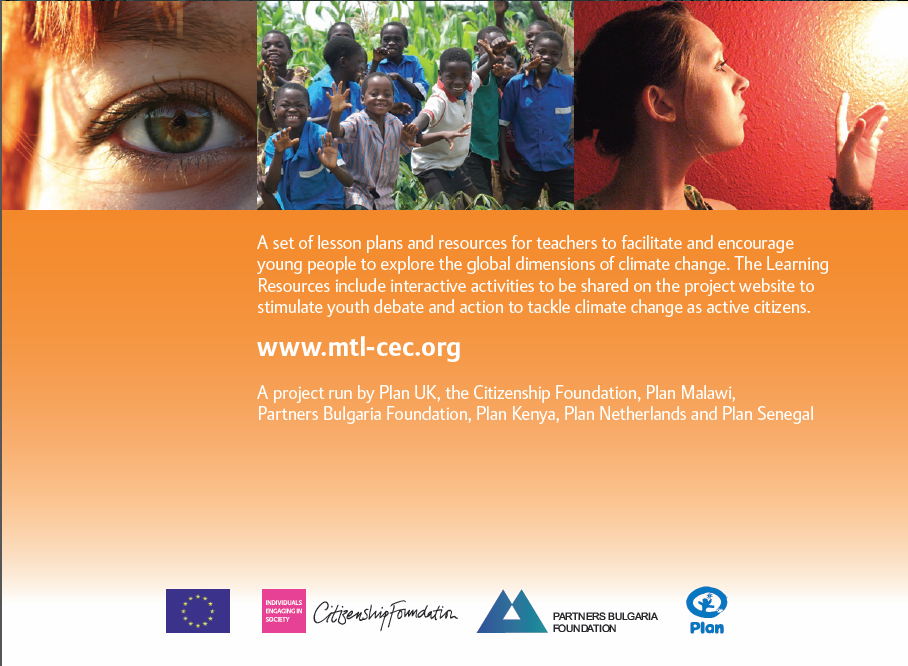 A set of lesson plans and resources for teachers to facilitate and encourage
young people to explore the global dimensions of climate change. The Learning
Resources include interactive activities to be shared on the project website to
stimulate youth debate and action to tackle climate change as active citizens.
www.mtl-cec.org
A project run by Plan UK, the Citizenship Foundation, Plan Malawi,
Partners Bulgaria Foundation, Plan Kenya, Plan Netherlands and Plan Senegal
INDIVIDUALS
ENGAGING IN
SOCIETY
Citizenship Foundation
PARTNERS BULGARIA
FOUNDATION
Plan